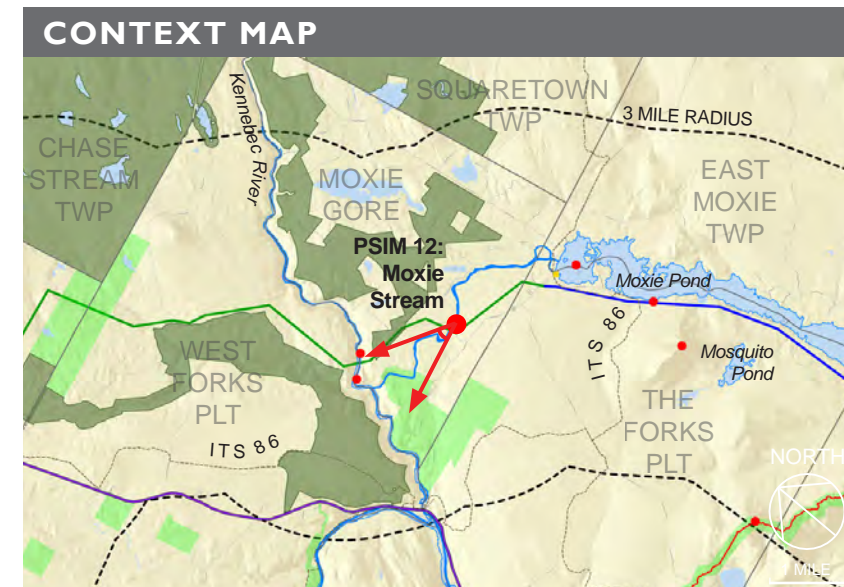 CONTEXT MAP
Kennebec River
SQUARETOWN
TWP
3 MILE RADIUS
CHASE
STREAM
TWP
MOXIE
GORE
EAST
MOXIE
TWP
PSIM 12:
Moxie
Stream
Moxie Pond
ITS 86
WEST
FORKS
PLT
Mosquito
Pond
ITS 86
THE
FORKS
PLT
NORTH
MILE